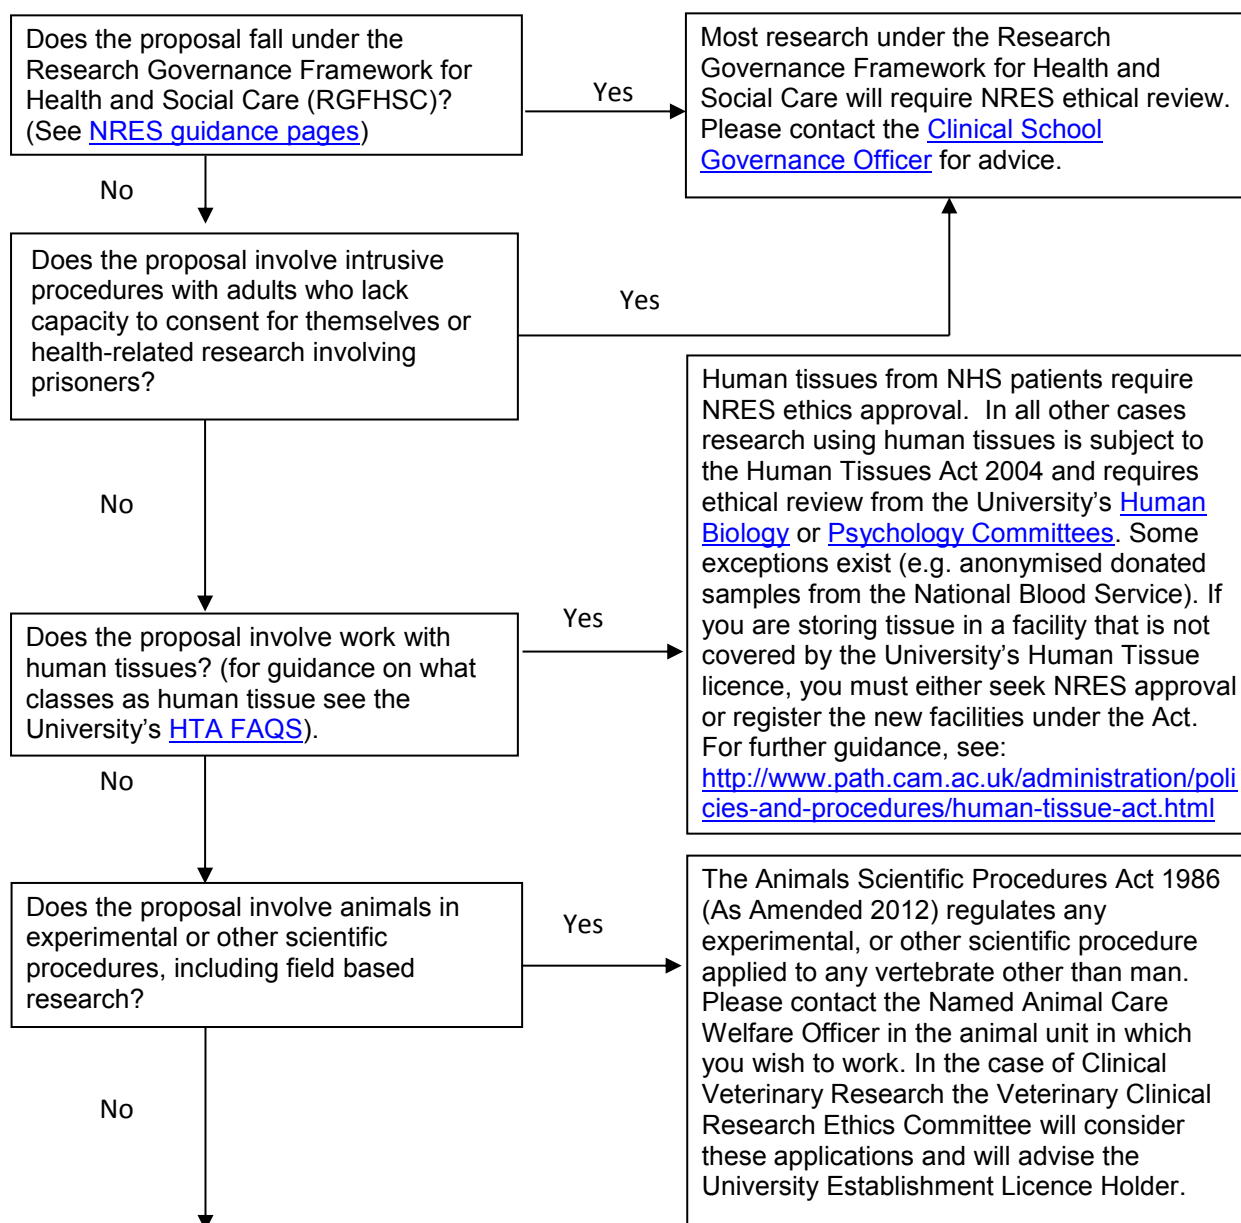 Does the proposal fall under the
Research Governance Framework for
Health and Social Care (RGFHSC)?
(See NRES guidance pages)
Yes
Most research under the Research
Governance Framework for Health and
Social Care will require NRES ethical review.
Please contact the Clinical School
Governance Officer for advice.
No
Does the proposal involve intrusive
procedures with adults who lack
capacity to consent for themselves or
health-related research involving
prisoners?
Yes
No
Human tissues from NHS patients require
NRES ethics approval.  In all other cases
research using human tissues is subject to
the Human Tissues Act 2004 and requires
ethical review from the University’s Human
Biology or Psychology Committees. Some
exceptions exist (e.g. anonymised donated
samples from the National Blood Service). If
you are storing tissue in a facility that is not
covered by the University’s Human Tissue
licence, you must either seek NRES approval
or register the new facilities under the Act.
For further guidance, see:
http://www.path.cam.ac.uk/administration/poli
cies-and-procedures/human-tissue-act.html
Does the proposal involve work with
human tissues? (for guidance on what
classes as human tissue see the
University’s HTA FAQS).
Yes
No
Does the proposal involve animals in
experimental or other scientific
procedures, including field based
research?
Yes
The Animals Scientific Procedures Act 1986
(As Amended 2012) regulates any
experimental, or other scientific procedure
applied to any vertebrate other than man.
Please contact the Named Animal Care
Welfare Officer in the animal unit in which
you wish to work. In the case of Clinical
Veterinary Research the Veterinary Clinical
Research Ethics Committee will consider
these applications and will advise the
University Establishment Licence Holder.
No